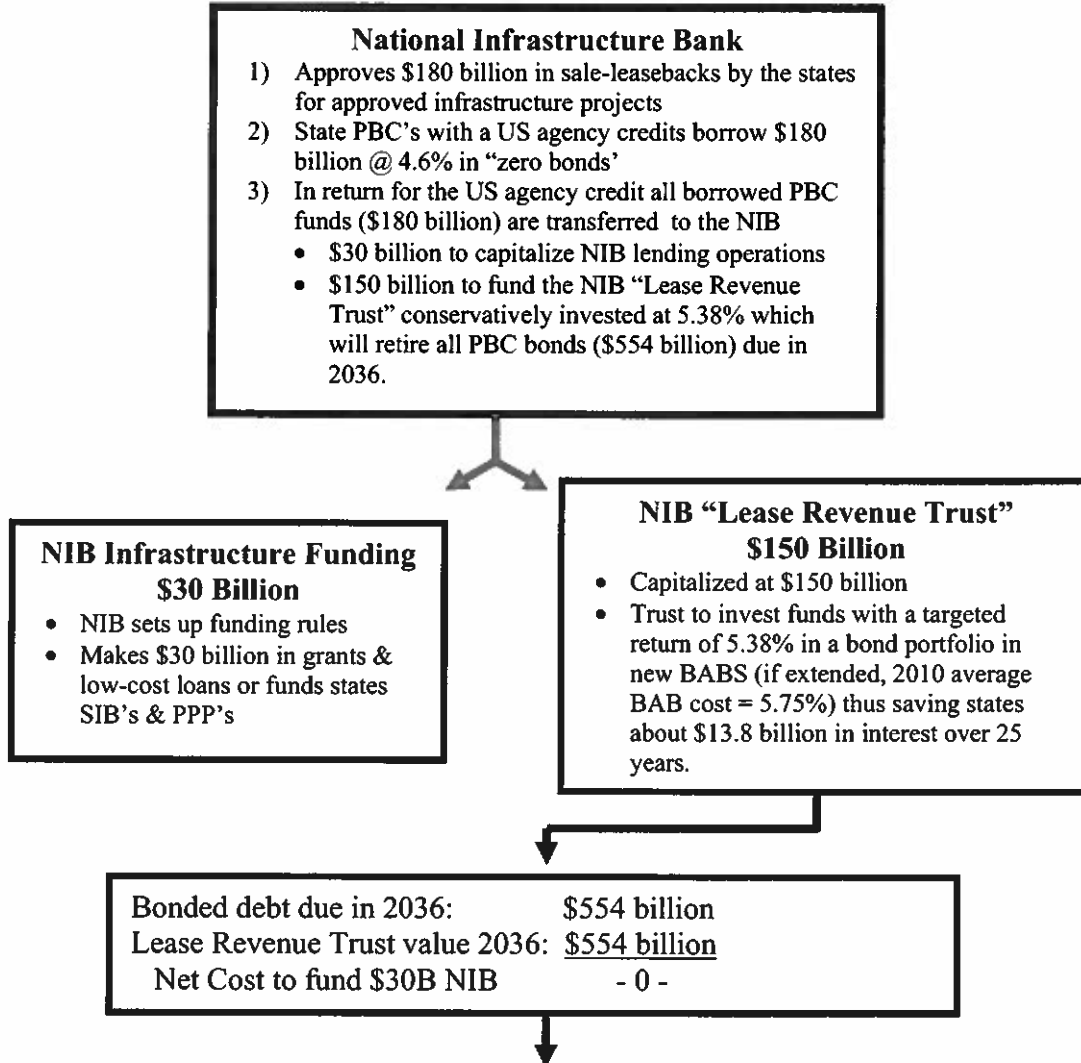 National Infrastructure Bank
1) Approves $180 billion in sale-leasebacks by the states
for approved infrastructure projects
2) State PBC's with a US agency credits borrow $180
billion @ 4.6% in "zero bonds'
3) In return for the US agency credit all borrowed PBC
funds ($180 billion) are transferred to the NIB
• $30 billion to capitalize NIB lending operations
• $150 billion to fund the NIB "Lease Revenue
Trust" conservatively invested at 5.38% which
will retire all PBC bonds ($554 billion) due in
2036.
NIB Infrastructure Funding
$30 Billion
• NIB sets up funding rules
• Makes $30 billion in grants &
low-cost loans or funds states
SIB's & PPP's
NIB "Lease Revenue Trust"
$150 Billion
• Capitalized at $150 billion
• Trust to invest funds with a targeted
return of 5.38% in a bond portfolio in
new BABS (if extended, 2010 average
BAB cost = 5.75%) thus saving states
about $13.8 billion in interest over 25
years.
Bonded debt due in 2036: $554 billion
Lease Revenue Trust value 2036: $554 billion
Net Cost to fund $30B NIB - 0 -